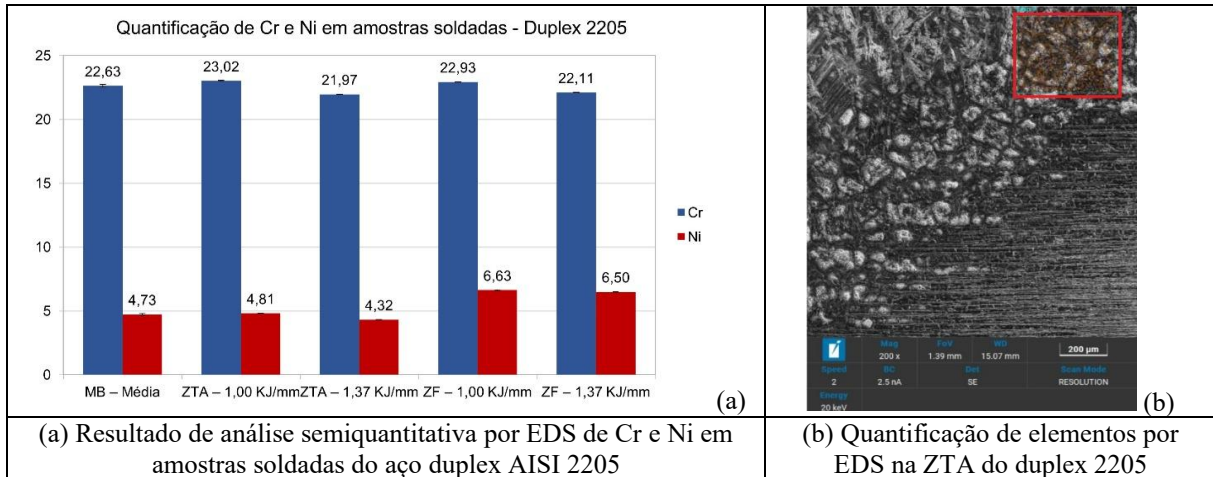 Quantificação de Cr e Ni em amostras soldadas - Duplex 2205
25
20
15
10
5
0
22,63
4,73
23,02
4,81
21,97
4,32
22,93
6,63
22,11
6,50
MB – Média
ZTA – 1,00 KJ/mm
ZTA – 1,37 KJ/mm
ZF – 1,00 KJ/mm
ZF – 1,37 KJ/mm
Cr
Ni
(a)
Mag FoV WD
200 x 1.39 mm 15.07 mm 200 µm
Speed BC Det Scan Mode
2 2.5 nA SE RESOLUTION
Energy
20 keV
(b)
(a) Resultado de análise semiquantitativa por EDS de Cr e Ni em
amostras soldadas do aço duplex AISI 2205
(b) Quantificação de elementos por
EDS na ZTA do duplex 2205